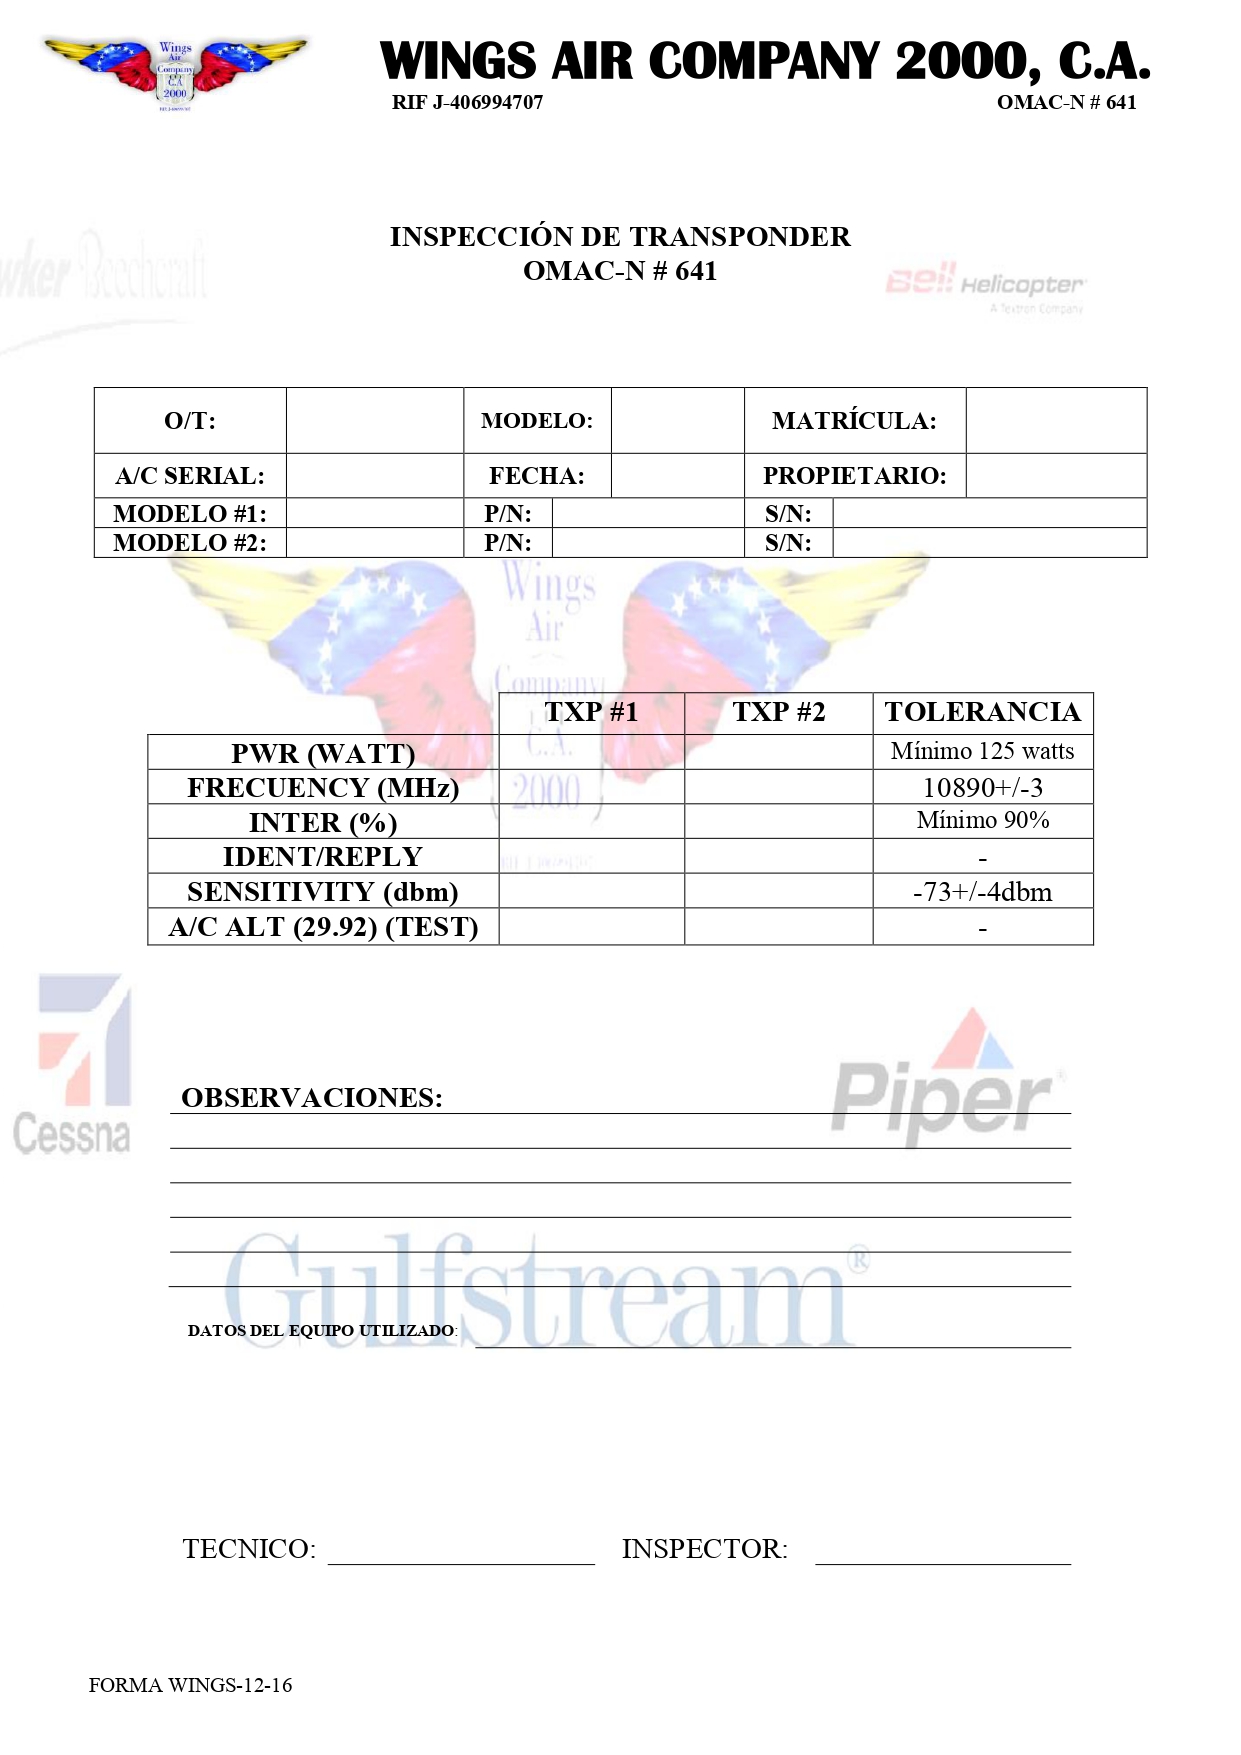 Wings
Air
Company
C.A
2000
WINGS AIR COMPANY 2000, C.A.
RIF J-406994707 OMAC-N # 641
INSPECCIÓN DE TRANSPONDER
OMAC-N # 641
wker Beechcraft
Bell Helicopter
A Textron Company
O/T: MODELO: MATRÍCULA:
A/C SERIAL: FECHA: PROPIETARIO:
MODELO #1: P/N: S/N:
MODELO #2: P/N: S/N:
Wings
Air
Company
C.A.
2000
TXP #1 TXP #2 TOLERANCIA
PWR (WATT) Mínimo 125 watts
FRECUENCY (MHz) 10890+/-3
INTER (%) Mínimo 90%
IDENT/REPLY -
SENSITIVITY (dbm) -73+/-4dbm
A/C ALT (29.92) (TEST) -
Cessna
Piper
OBSERVACIONES:
Gulfstream®
DATOS DEL EQUIPO UTILIZADO:
TECNICO: INSPECTOR:
FORMA WINGS-12-16